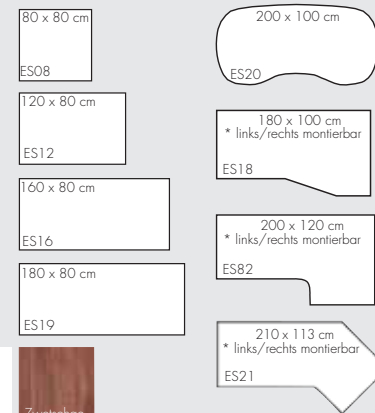 80 x 80 cm
ES08
120 x 80 cm
ES12
160 x 80 cm
ES16
180 x 80 cm
ES19
Zwetschge
200 x 100 cm
ES20
180 x 100 cm
* links/rechts montierbar
ES18
200 x 120 cm
* links/rechts montierbar
ES82
210 x 113 cm
* links/rechts montierbar
ES21